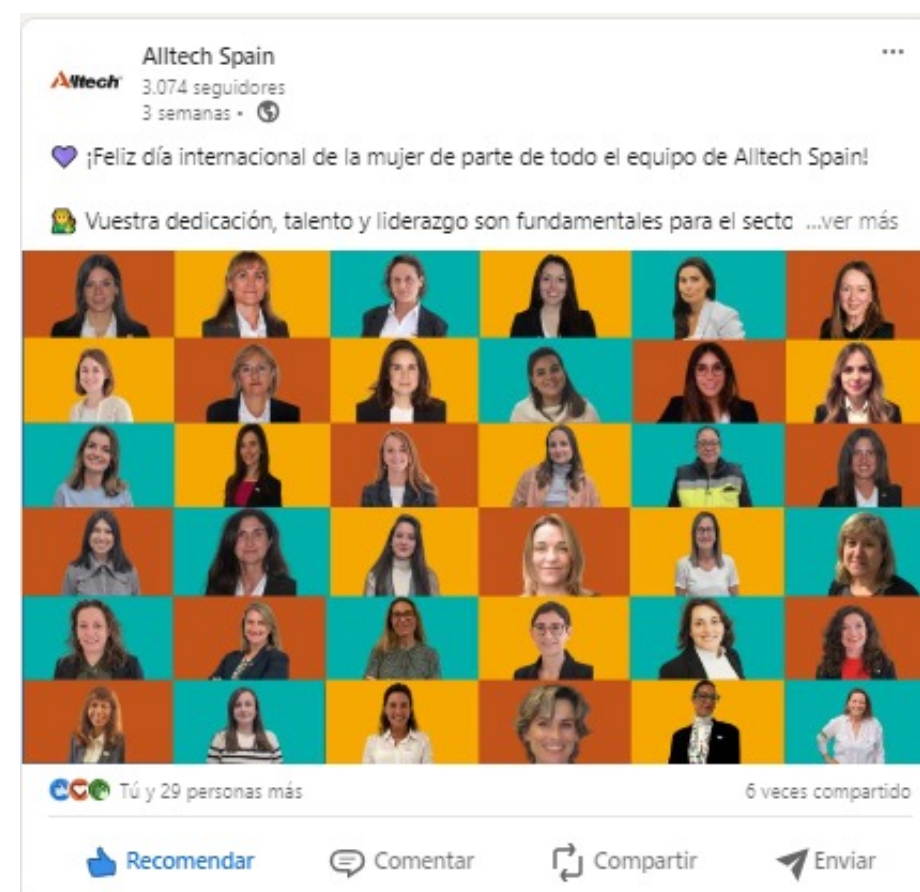 Alltech
Alltech Spain
3.074 seguidores
3 semanas •
¡Feliz día internacional de la mujer de parte de todo el equipo de Alltech Spain!
Vuestra dedicación, talento y liderazgo son fundamentales para el secto ...ver más
Tú y 29 personas más
6 veces compartido
Recomendar
Comentar
Compartir
Enviar